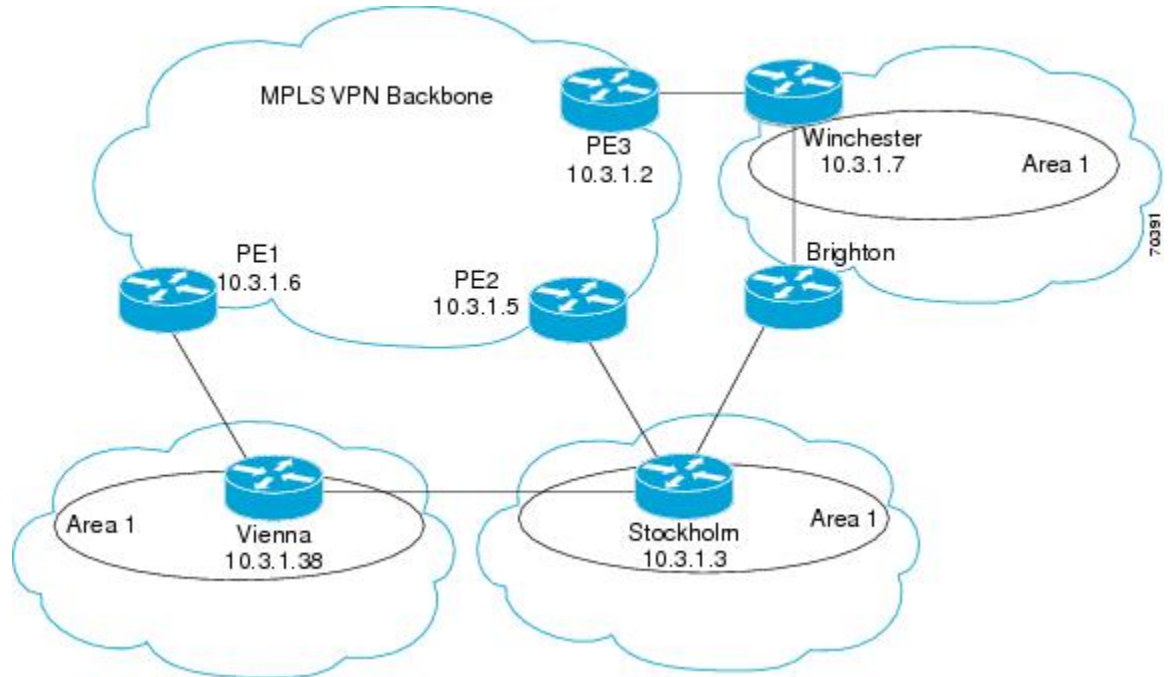 MPLS VPN Backbone
PE3
10.3.1.2
Winchester
10.3.1.7
Area 1
70391
PE1
10.3.1.6
PE2
10.3.1.5
Brighton
Area 1
Vienna
10.3.1.38
Stockholm
10.3.1.3
Area 1